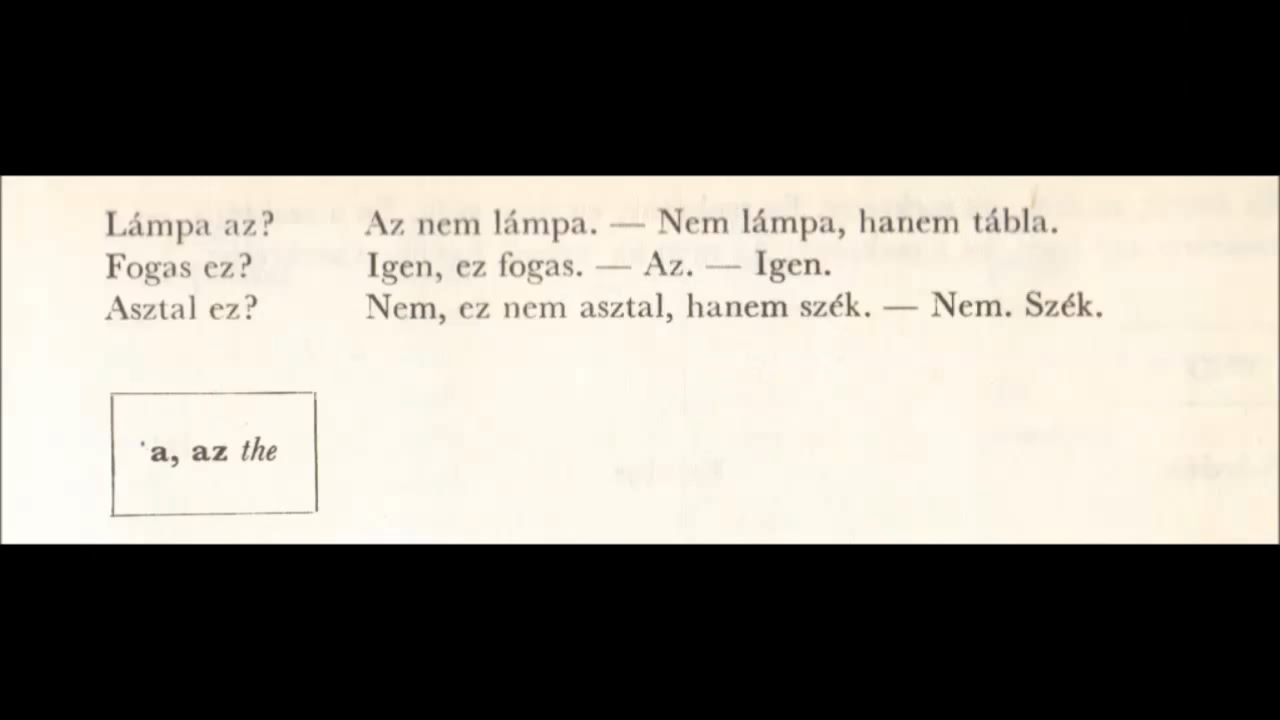 Lámpa az? Az nem lámpa. — Nem lámpa, hanem tábla.
Fogas ez? Igen, ez fogas. — Az. — Igen.
Asztal ez? Nem, ez nem asztal, hanem szék. — Nem. Szék.
a, az the